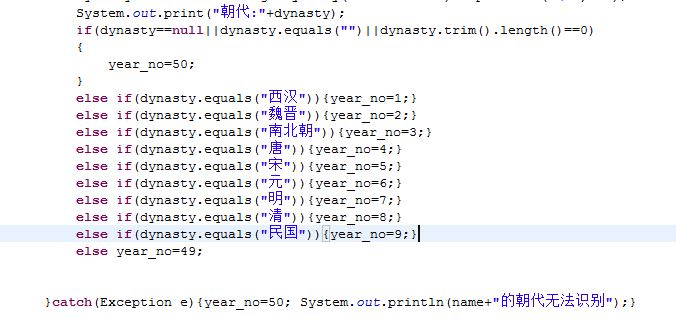 System.out.print("朝代:"+dynasty);
if(dynasty==null||dynasty.equals("")||dynasty.trim().length()==0)
{
year_no=50;
}
else if(dynasty.equals("西汉")){year_no=1;}
else if(dynasty.equals("魏晋")){year_no=2;}
else if(dynasty.equals("南北朝")){year_no=3;}
else if(dynasty.equals("唐")){year_no=4;}
else if(dynasty.equals("宋")){year_no=5;}
else if(dynasty.equals("元")){year_no=6;}
else if(dynasty.equals("明")){year_no=7;}
else if(dynasty.equals("清")){year_no=8;}
else if(dynasty.equals("民国")){year_no=9;}
else year_no=49;
}catch(Exception e){year_no=50; System.out.println(name+"的朝代无法识别");}